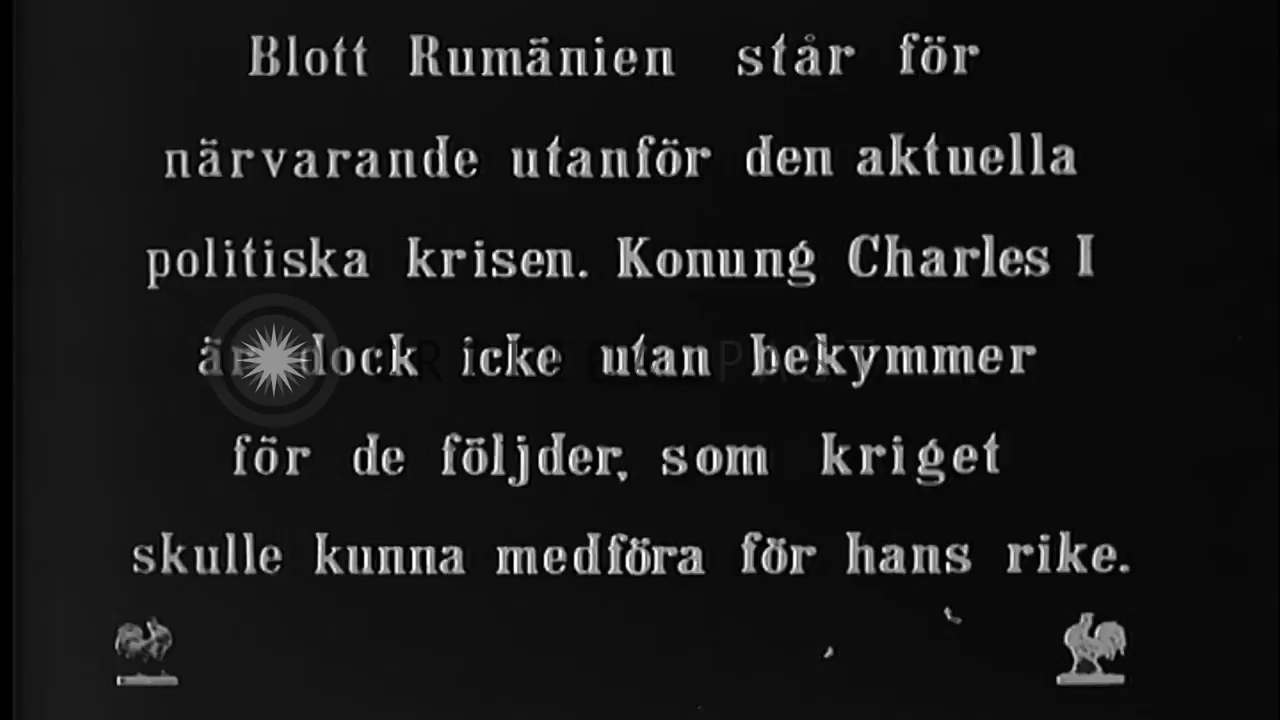 Blott Rumänien står för
närvarande utanför den aktuella
politiska krisen. Konung Charles I
är dock icke utan bekymmer
för de följder, som kriget
skulle kunna medföra för hans rike.